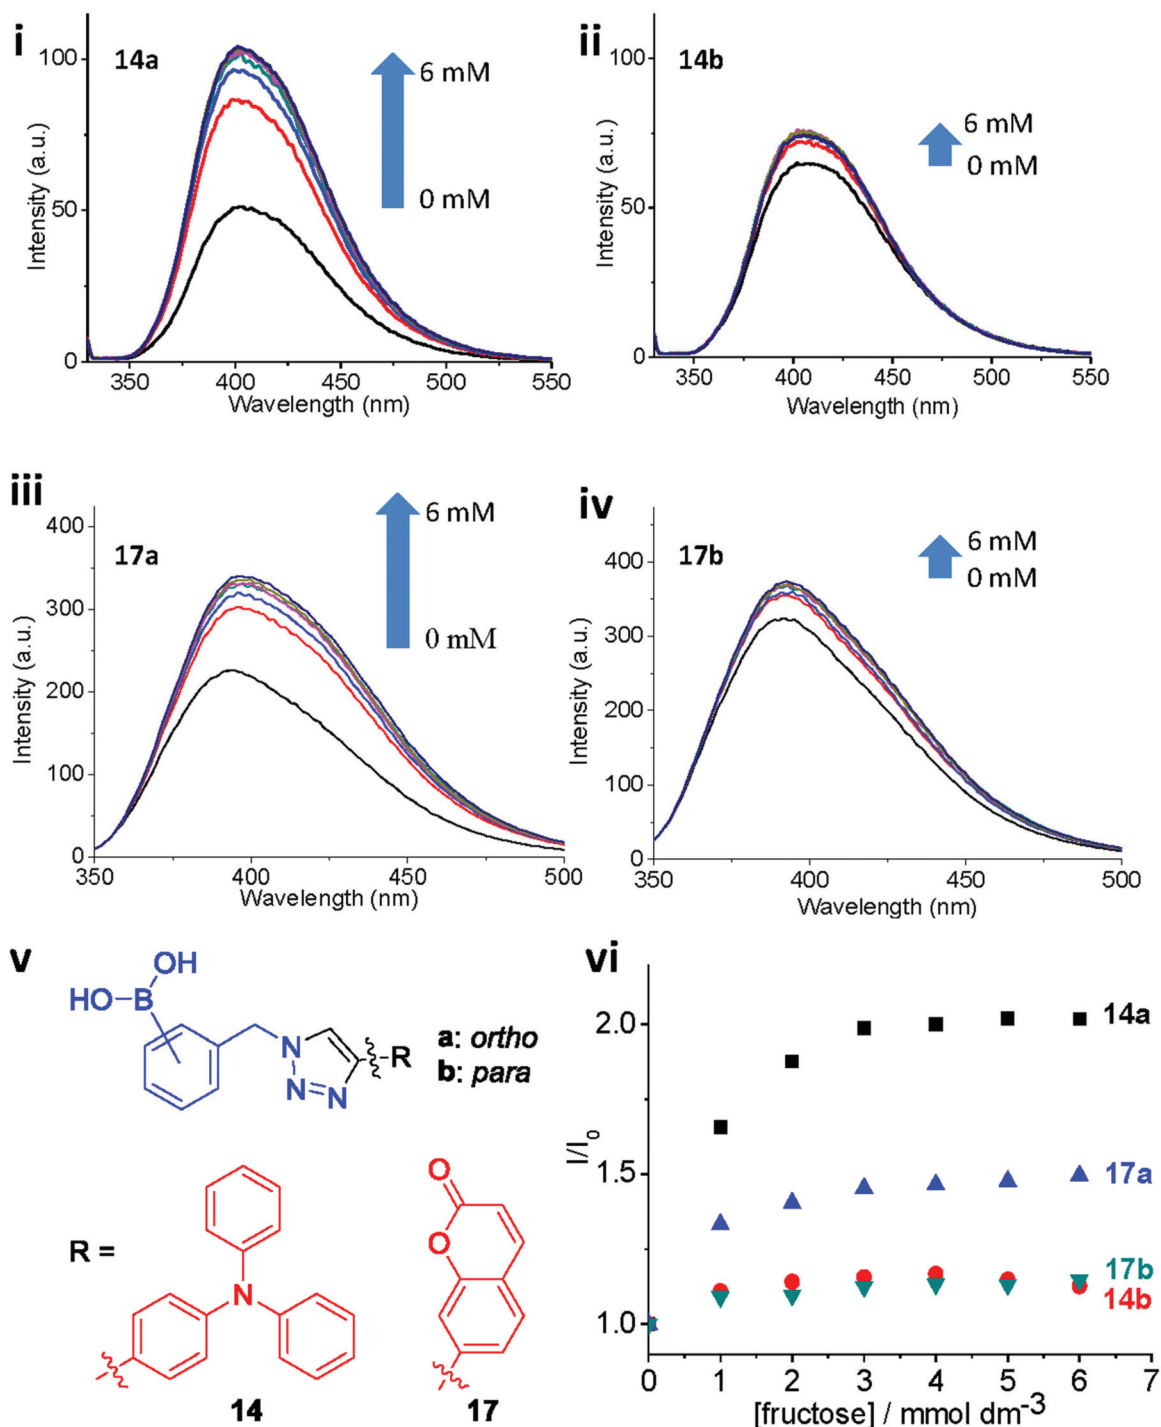 i
14a
6 mM
0 mM
100
50
0
350 400 450 500 550
Intensity (a.u.)
Wavelength (nm)
ii
14b
6 mM
0 mM
100
50
0
350 400 450 500 550
Intensity (a.u.)
Wavelength (nm)
iii
17a
6 mM
0 mM
400
300
200
100
0
350 400 450 500
Intensity (a.u.)
Wavelength (nm)
iv
17b
6 mM
0 mM
400
300
200
100
0
350 400 450 500
Intensity (a.u.)
Wavelength (nm)
v
OH
HO B
N
N N
R
a: ortho
b: para
R =
N
14
O
O
17
vi
14a
17a
17b
14b
2.0
1.5
1.0
0 1 2 3 4 5 6 7
I/I0
[fructose] / mmol dm-3